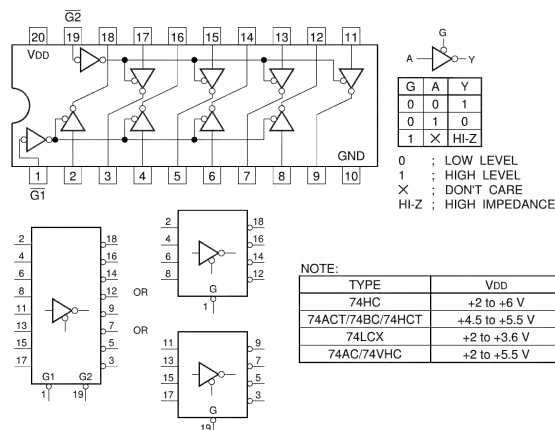 G2
20 19 18 17 16 15 14 13 12 11
VDD
GND
1 2 3 4 5 6 7 8 9 10
G1
G
A Y
G A Y
0 0 1
0 1 0
1 X HI-Z
0 ; LOW LEVEL
1 ; HIGH LEVEL
X ; DON'T CARE
HI-Z ; HIGH IMPEDANCE
2 18
4 16
6 14
8 12
11 9
13 7
15 5
17 3
G1 G2
1 19
OR
OR
2 18
4 16
6 14
8 12
G
1
11 9
13 7
15 5
17 3
G
19
NOTE:
TYPE VDD
74HC +2 to +6 V
74ACT/74BC/74HCT +4.5 to +5.5 V
74LCX +2 to +3.6 V
74AC/74VHC +2 to +5.5 V